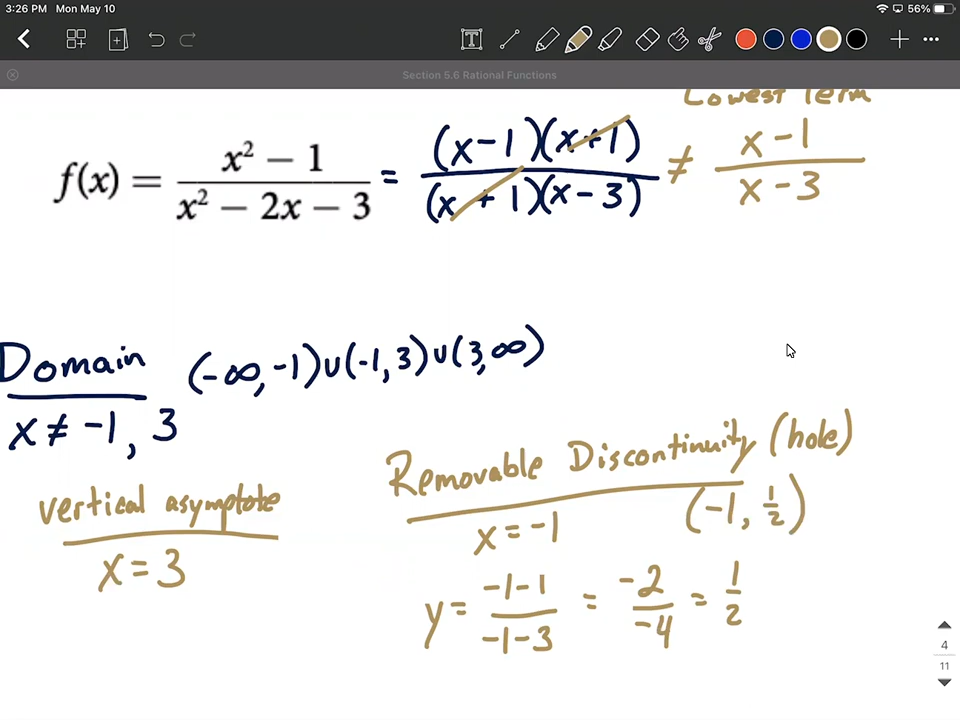 3:26 PM Mon May 10
56%
Section 5.6 Rational Functions
Lowest Term
f(x) = x² − 1 / x² − 2x − 3 = (x−1)(x+1) / (x+1)(x−3) ≠ x−1 / x−3
Domain (-∞,-1)∪(-1,3)∪(3,∞)
x ≠ -1, 3
Removable Discontinuity (hole)
vertical asymptote
x = -1 (-1, 1/2)
x = 3
y = -1-1 / -1-3 = -2 / -4 = 1/2
4
11